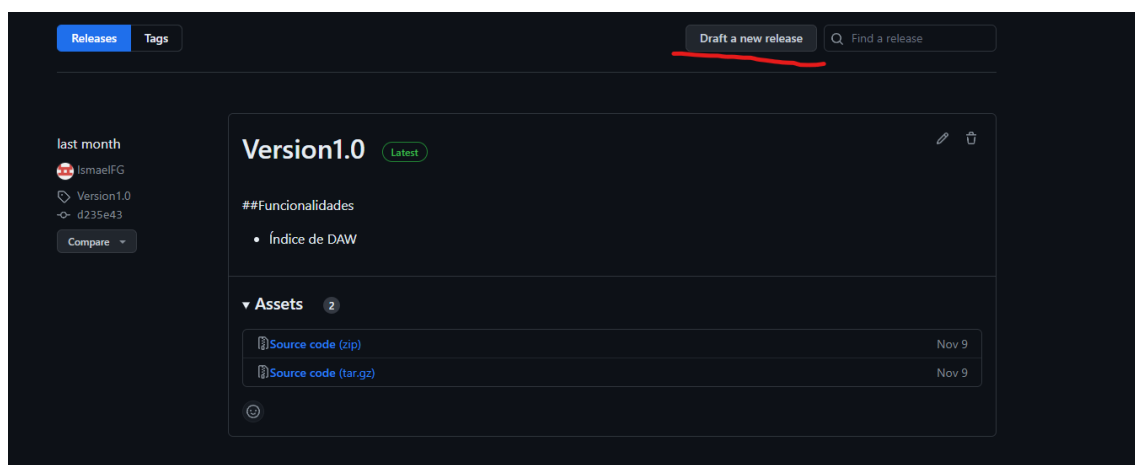 Releases Tags Draft a new release Find a release
last month
IsmaelFG
Version1.0
d235e43
Compare
Version1.0 Latest
##Funcionalidades
• Índice de DAW
Assets 2
Source code (zip) Nov 9
Source code (tar.gz) Nov 9